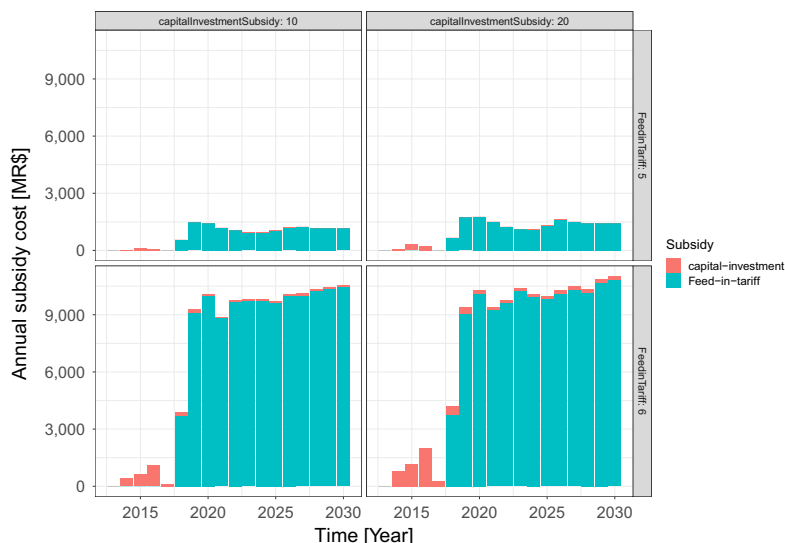 capitalInvestmentSubsidy: 10
capitalInvestmentSubsidy: 20
9,000
6,000
3,000
0
FeedinTariff: 5
9,000
6,000
3,000
0
FeedinTariff: 6
Annual subsidy cost [MR$]
2015 2020 2025 2030
2015 2020 2025 2030
Time [Year]
Subsidy
capital−investment
Feed−in−tariff